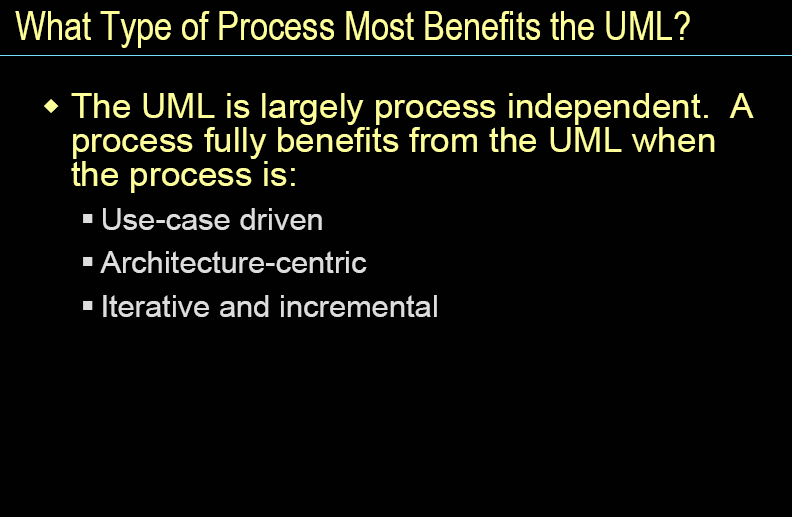 What Type of Process Most Benefits the UML?
The UML is largely process independent. A
process fully benefits from the UML when
the process is:
Use-case driven
Architecture-centric
Iterative and incremental